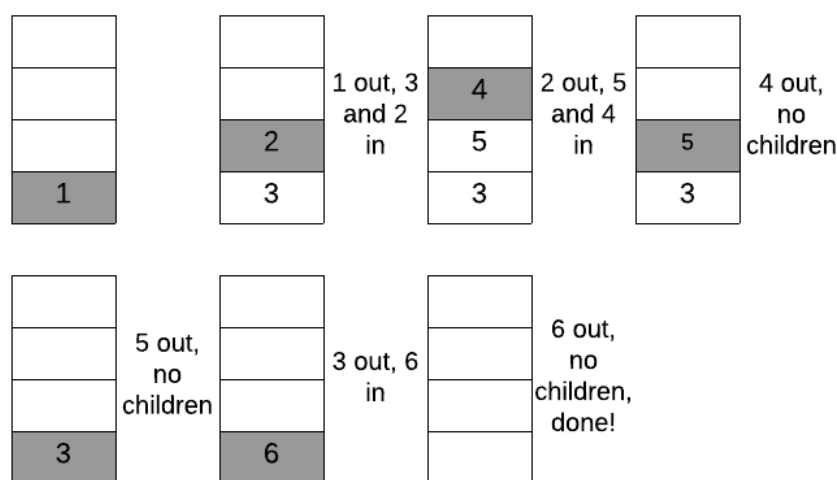 1
2
3
1 out, 3
and 2
in
4
5
3
2 out, 5
and 4
in
5
3
4 out,
no
children
3
5 out,
no
children
6
3 out, 6
in
6 out,
no
children,
done!